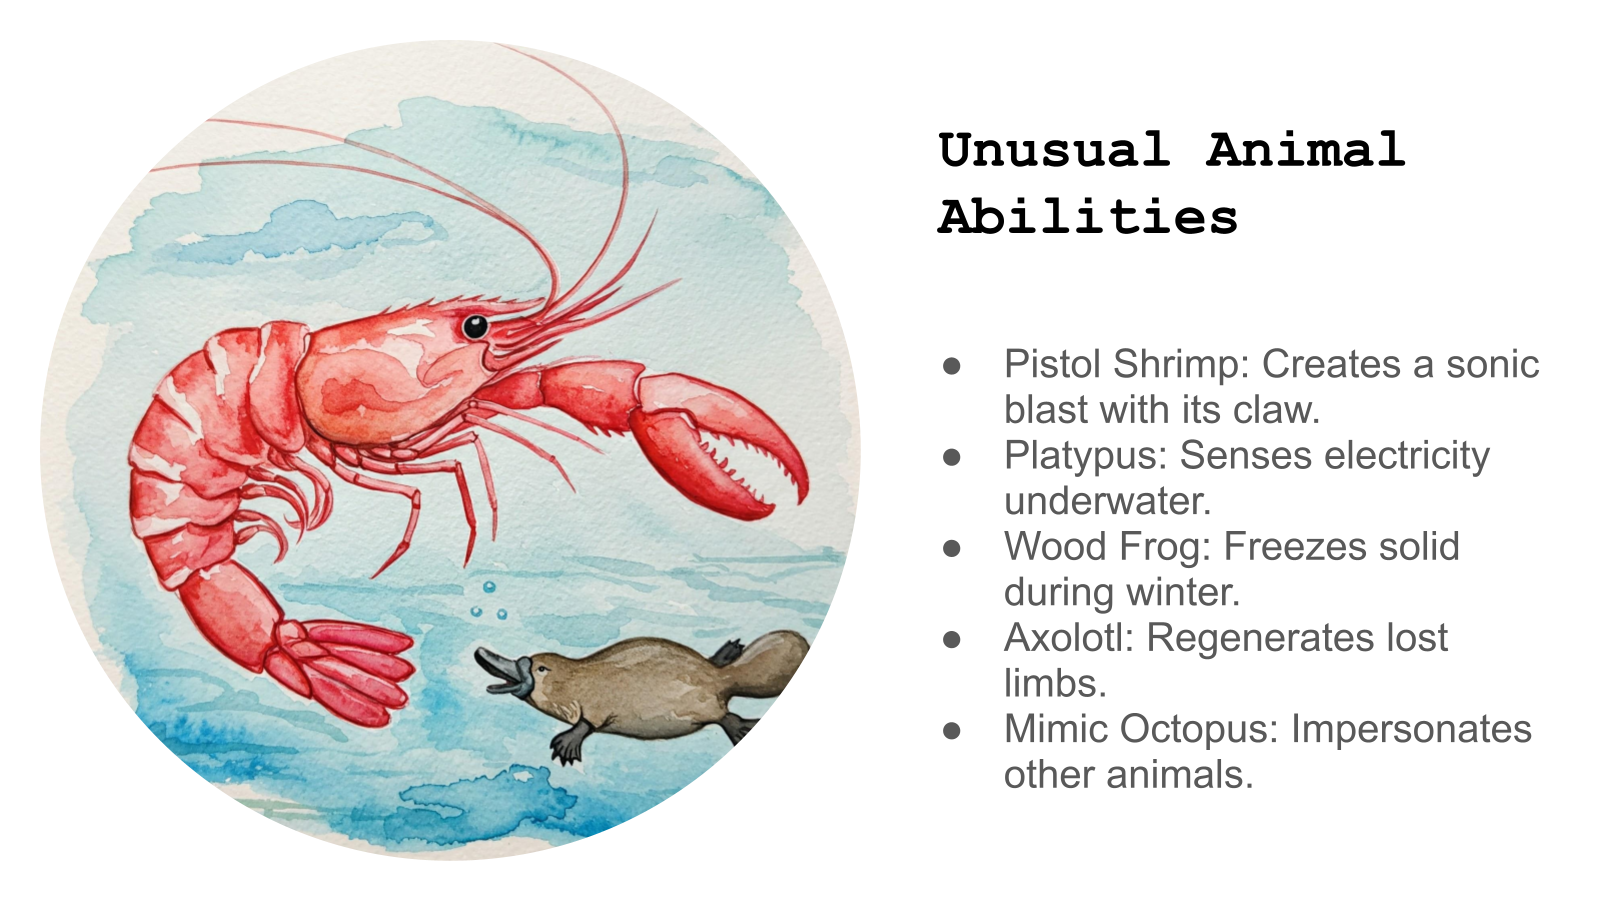 Unusual Animal
Abilities
● Pistol Shrimp: Creates a sonic
blast with its claw.
● Platypus: Senses electricity
underwater.
● Wood Frog: Freezes solid
during winter.
● Axolotl: Regenerates lost
limbs.
● Mimic Octopus: Impersonates
other animals.